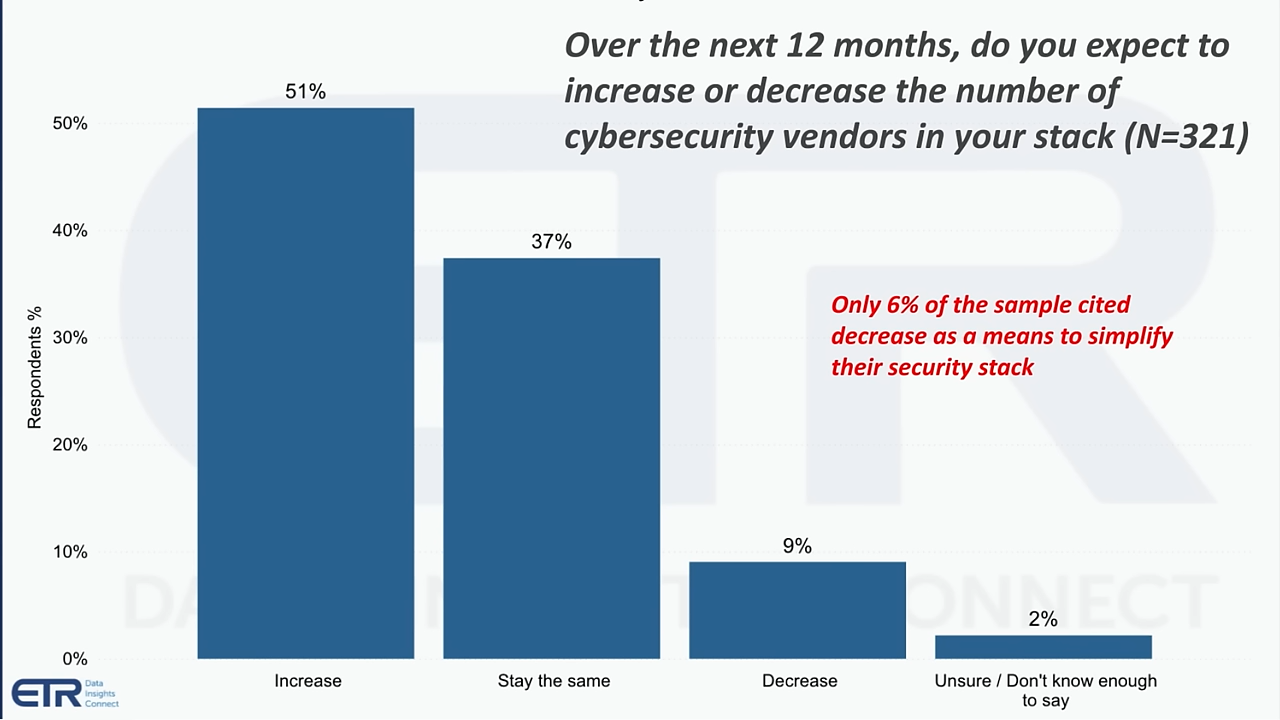 Over the next 12 months, do you expect to
increase or decrease the number of
cybersecurity vendors in your stack (N=321)
51%
50%
40%
37%
Only 6% of the sample cited
decrease as a means to simplify
their security stack
Respondents %
30%
20%
10%
9%
2%
0%
Increase
Stay the same
Decrease
Unsure / Don't know enough
to say
ETR
Data
Insights
Connect